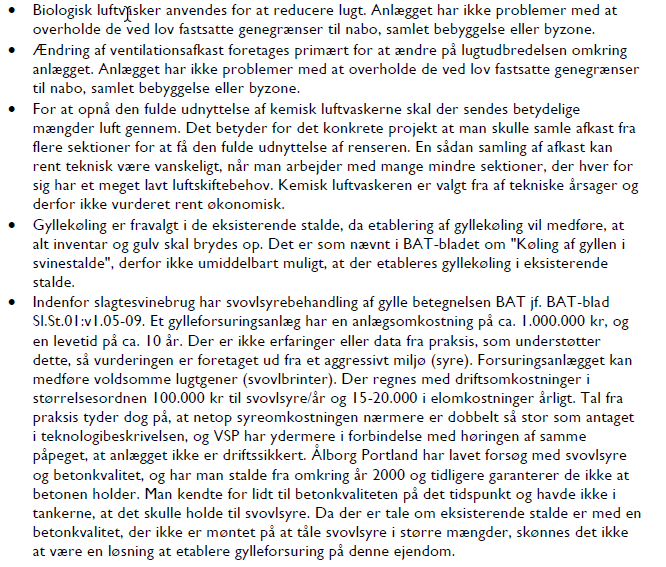 • Biologisk luftvasker anvendes for at reducere lugt. Anlægget har ikke problemer med at
overholde de ved lov fastsatte genegrænser til nabo, samlet bebyggelse eller byzone.
• Ændring af ventilationsafkast foretages primært for at ændre på lugtudbredelsen omkring
anlægget. Anlægget har ikke problemer med at overholde de ved lov fastsatte genegrænser
til nabo, samlet bebyggelse eller byzone.
• For at opnå den fulde udnyttelse af kemisk luftvaskerne skal der sendes betydelige
mængder luft gennem. Det betyder for det konkrete projekt at man skulle samle afkast fra
flere sektioner for at få den fulde udnyttelse af renseren. En sådan samling af afkast kan
rent teknisk være vanskeligt, når man arbejder med mange mindre sektioner, der hver for
sig har et meget lavt luftskiftebehov. Kemisk luftvaskeren er valgt fra af tekniske årsager og
derfor ikke vurderet rent økonomisk.
• Gyllekøling er fravalgt i de eksisterende stalde, da etablering af gyllekøling vil medføre, at
alt inventar og gulv skal brydes op. Det er som nævnt i BAT-bladet om "Køling af gyllen i
svinestalde", derfor ikke umiddelbart muligt, at der etableres gyllekøling i eksisterende
stalde.
• Indenfor slagtesvinebrug har svovlsyrebehandling af gylle betegnelsen BAT jf. BAT-blad
Sl.St.01:v1.05-09. Et gylleforsuringsanlæg har en anlægsomkostning på ca. 1.000.000 kr, og
en levetid på ca. 10 år. Der er ikke erfaringer eller data fra praksis, som understøtter
dette, så vurderingen er foretaget ud fra et aggressivt miljø (syre). Forsuringsanlægget kan
medføre voldsomme lugtgener (svovlbrinter). Der regnes med driftsomkostninger i
størrelsesordnen 100.000 kr til svovlsyre/år og 15-20.000 i elomkostninger årligt. Tal fra
praksis tyder dog på, at netop syreomkostningen nærmere er dobbelt så stor som antaget
i teknologibeskrivelsen, og VSP har ydermere i forbindelse med høringen af samme
påpeget, at anlægget ikke er driftssikkert. Ålborg Portland har lavet forsøg med svovlsyre
og betonkvalitet, og har man stalde fra omkring år 2000 og tidligere garanterer de ikke at
betonen holder. Man kendte for lidt til betonkvaliteten på det tidspunkt og havde ikke i
tankerne, at det skulle holde til svovlsyre. Da der er tale om eksisterende stalde er med en
betonkvalitet, der ikke er møntet på at tåle svovlsyre i større mængder, skønnes det ikke
at være en løsning at etablere gylleforsuring på denne ejendom.